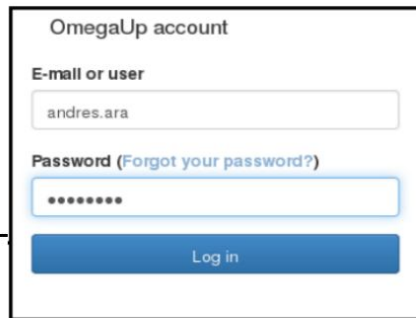 OmegaUp account
E-mail or user
andres.ara
Password (Forgot your password?)
••••••••
Log in